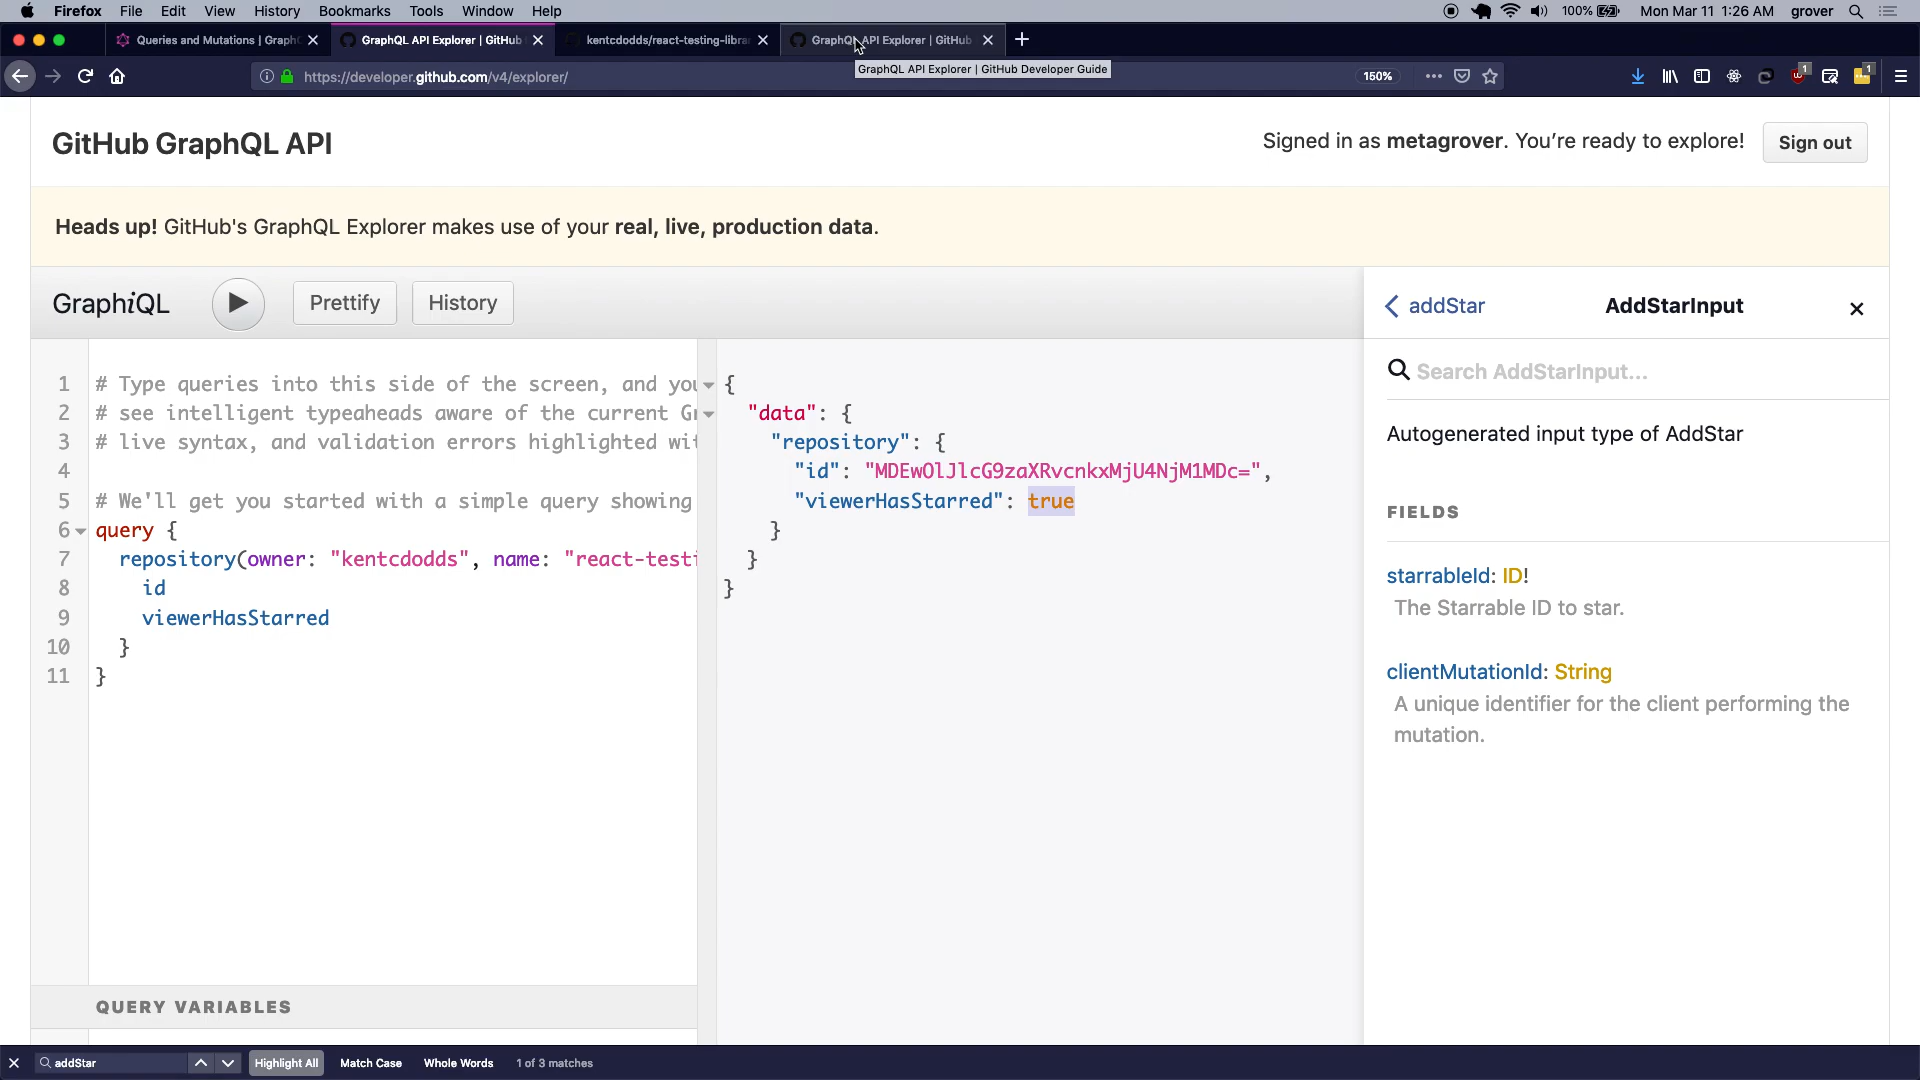 Firefox File Edit View History Bookmarks Tools Window Help 100% Mon Mar 11 1:26 AM grover
Queries and Mutations | GraphQ GraphQL API Explorer | GitHub kentcdodds/react-testing-libra GraphQL API Explorer | GitHub
https://developer.github.com/v4/explorer/ 150% 1 1
GraphQL API Explorer | GitHub Developer Guide
GitHub GraphQL API
Signed in as metagrover. You're ready to explore! Sign out
Heads up! GitHub's GraphQL Explorer makes use of your real, live, production data.
GraphiQL Prettify History
addStar AddStarInput
1 # Type queries into this side of the screen, and you
2 # see intelligent typeaheads aware of the current Gr
3 # live syntax, and validation errors highlighted wit
4
5 # We'll get you started with a simple query showing
6 query {
7 repository(owner: "kentcdodds", name: "react-testi
8 id
9 viewerHasStarred
10 }
11 }
QUERY VARIABLES
{
"data": {
"repository": {
"id": "MDEwOlJlcG9zaXRvcnkxMjU4NjM1MDc=",
"viewerHasStarred": true
}
}
}
Search AddStarInput...
Autogenerated input type of AddStar
FIELDS
starrableId: ID!
The Starrable ID to star.
clientMutationId: String
A unique identifier for the client performing the
mutation.
addStar Highlight All Match Case Whole Words 1 of 3 matches